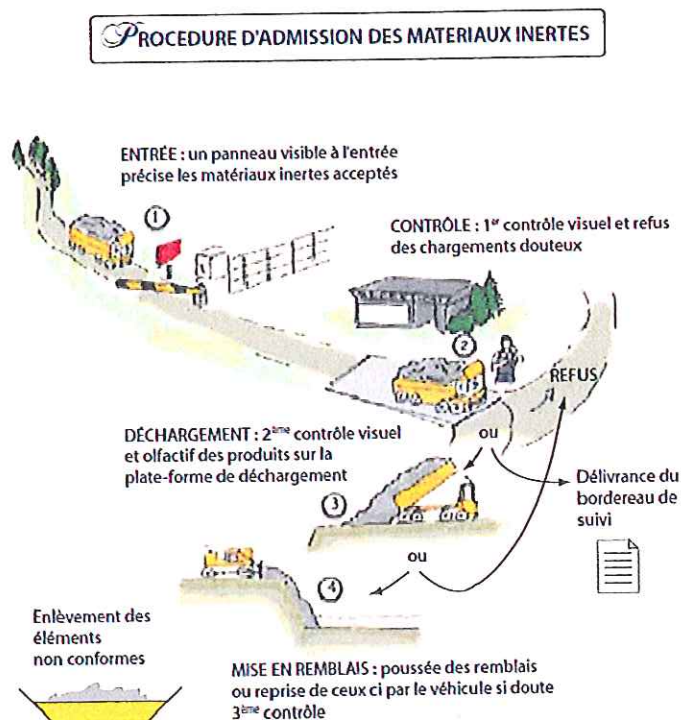 PROCEDURE D'ADMISSION DES MATERIAUX INERTES
ENTRÉE : un panneau visible à l'entrée
précise les matériaux inertes acceptés
1
CONTRÔLE : 1er contrôle visuel et refus
des chargements douteux
2
REFUS
DÉCHARGEMENT : 2ème contrôle visuel
et olfactif des produits sur la
plate-forme de déchargement
ou
Délivrance du
bordereau de
suivi
3
ou
4
Enlèvement des
éléments
non conformes
MISE EN REMBLAIS : poussée des remblais
ou reprise de ceux ci par le véhicule si doute
3ème contrôle